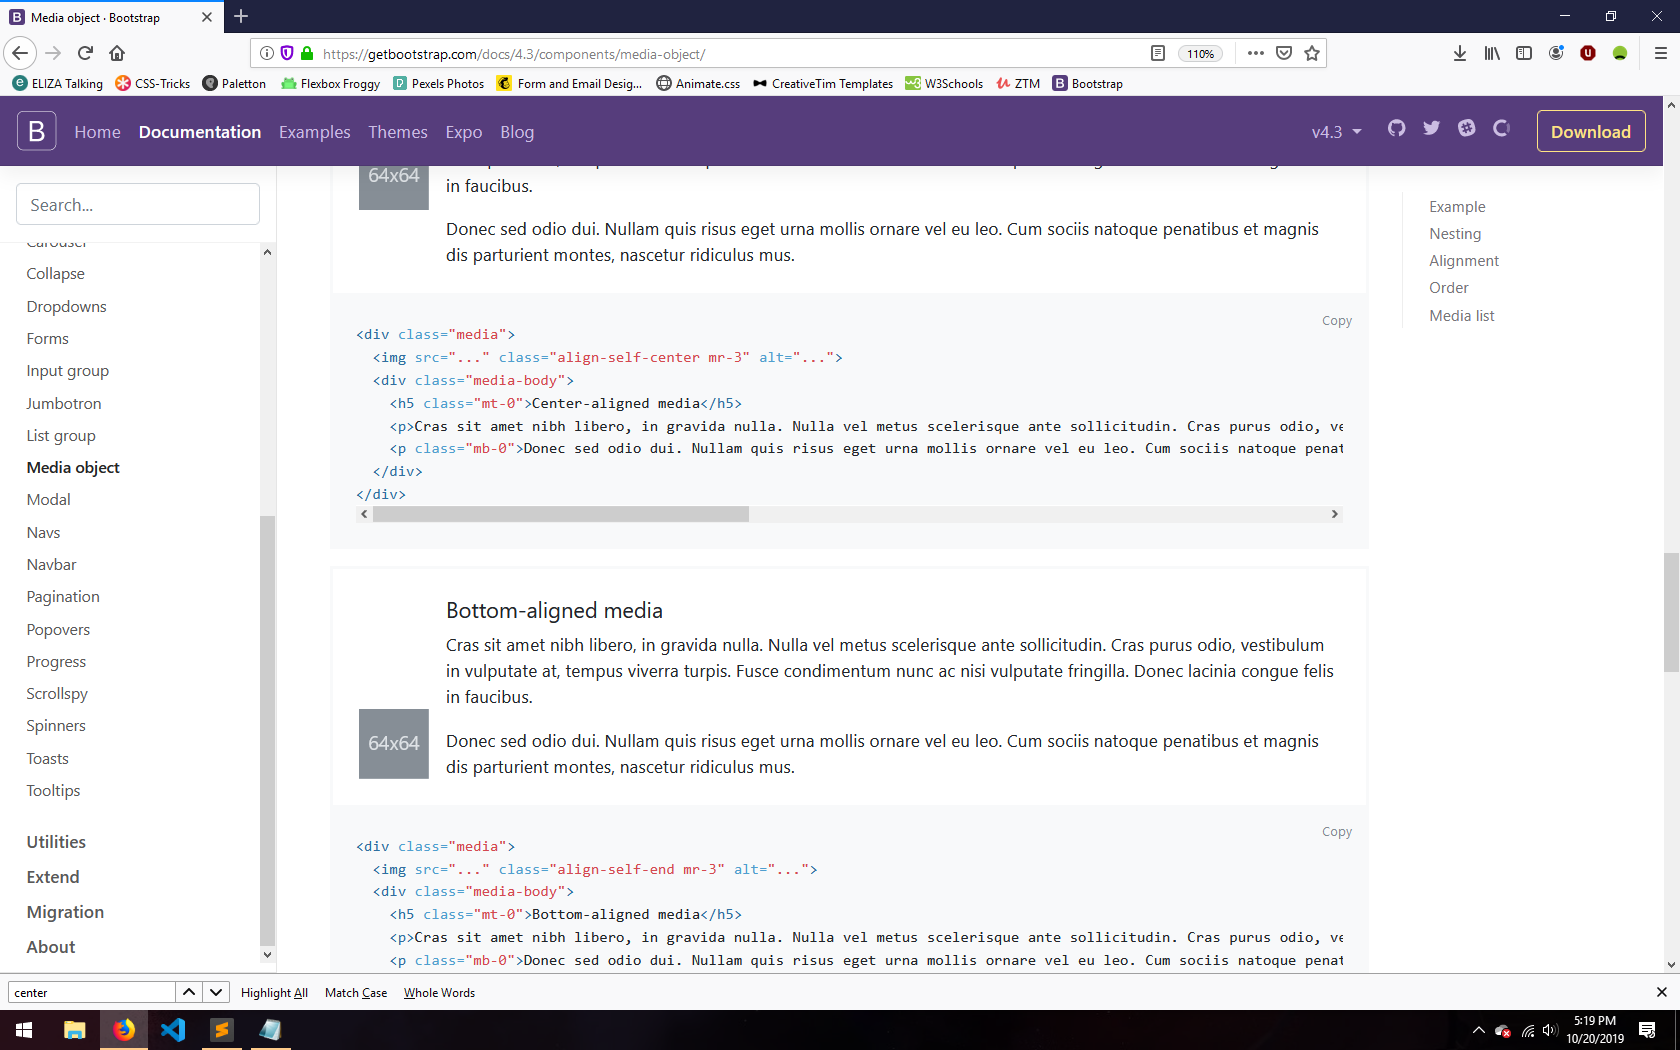 Media object · Bootstrap
https://getbootstrap.com/docs/4.3/components/media-object/
110%
ELIZA Talking
CSS-Tricks
Paletton
Flexbox Froggy
Pexels Photos
Form and Email Desig...
Animate.css
CreativeTim Templates
W3Schools
ZTM
Bootstrap
B
Home
Documentation
Examples
Themes
Expo
Blog
v4.3
Download
Search...
Carousel
Collapse
Dropdowns
Forms
Input group
Jumbotron
List group
Media object
Modal
Navs
Navbar
Pagination
Popovers
Progress
Scrollspy
Spinners
Toasts
Tooltips
Utilities
Extend
Migration
About
64x64
in faucibus.
Donec sed odio dui. Nullam quis risus eget urna mollis ornare vel eu leo. Cum sociis natoque penatibus et magnis
dis parturient montes, nascetur ridiculus mus.
Copy
<div class="media">
<img src="..." class="align-self-center mr-3" alt="...">
<div class="media-body">
<h5 class="mt-0">Center-aligned media</h5>
<p>Cras sit amet nibh libero, in gravida nulla. Nulla vel metus scelerisque ante sollicitudin. Cras purus odio, ve
<p class="mb-0">Donec sed odio dui. Nullam quis risus eget urna mollis ornare vel eu leo. Cum sociis natoque penat
</div>
</div>
Bottom-aligned media
Cras sit amet nibh libero, in gravida nulla. Nulla vel metus scelerisque ante sollicitudin. Cras purus odio, vestibulum
in vulputate at, tempus viverra turpis. Fusce condimentum nunc ac nisi vulputate fringilla. Donec lacinia congue felis
in faucibus.
64x64
Donec sed odio dui. Nullam quis risus eget urna mollis ornare vel eu leo. Cum sociis natoque penatibus et magnis
dis parturient montes, nascetur ridiculus mus.
Copy
<div class="media">
<img src="..." class="align-self-end mr-3" alt="...">
<div class="media-body">
<h5 class="mt-0">Bottom-aligned media</h5>
<p>Cras sit amet nibh libero, in gravida nulla. Nulla vel metus scelerisque ante sollicitudin. Cras purus odio, ve
<p class="mb-0">Donec sed odio dui. Nullam quis risus eget urna mollis ornare vel eu leo. Cum sociis natoque penat
Example
Nesting
Alignment
Order
Media list
center
Highlight All
Match Case
Whole Words
5:19 PM
10/20/2019